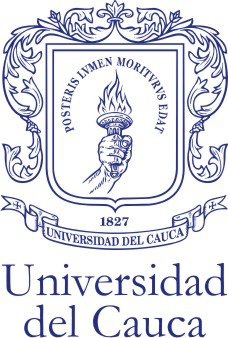 POSTERIS LVMEN MORITVRVS EDAT
1827
UNIVERSIDAD DEL CAUCA
Universidad
del Cauca